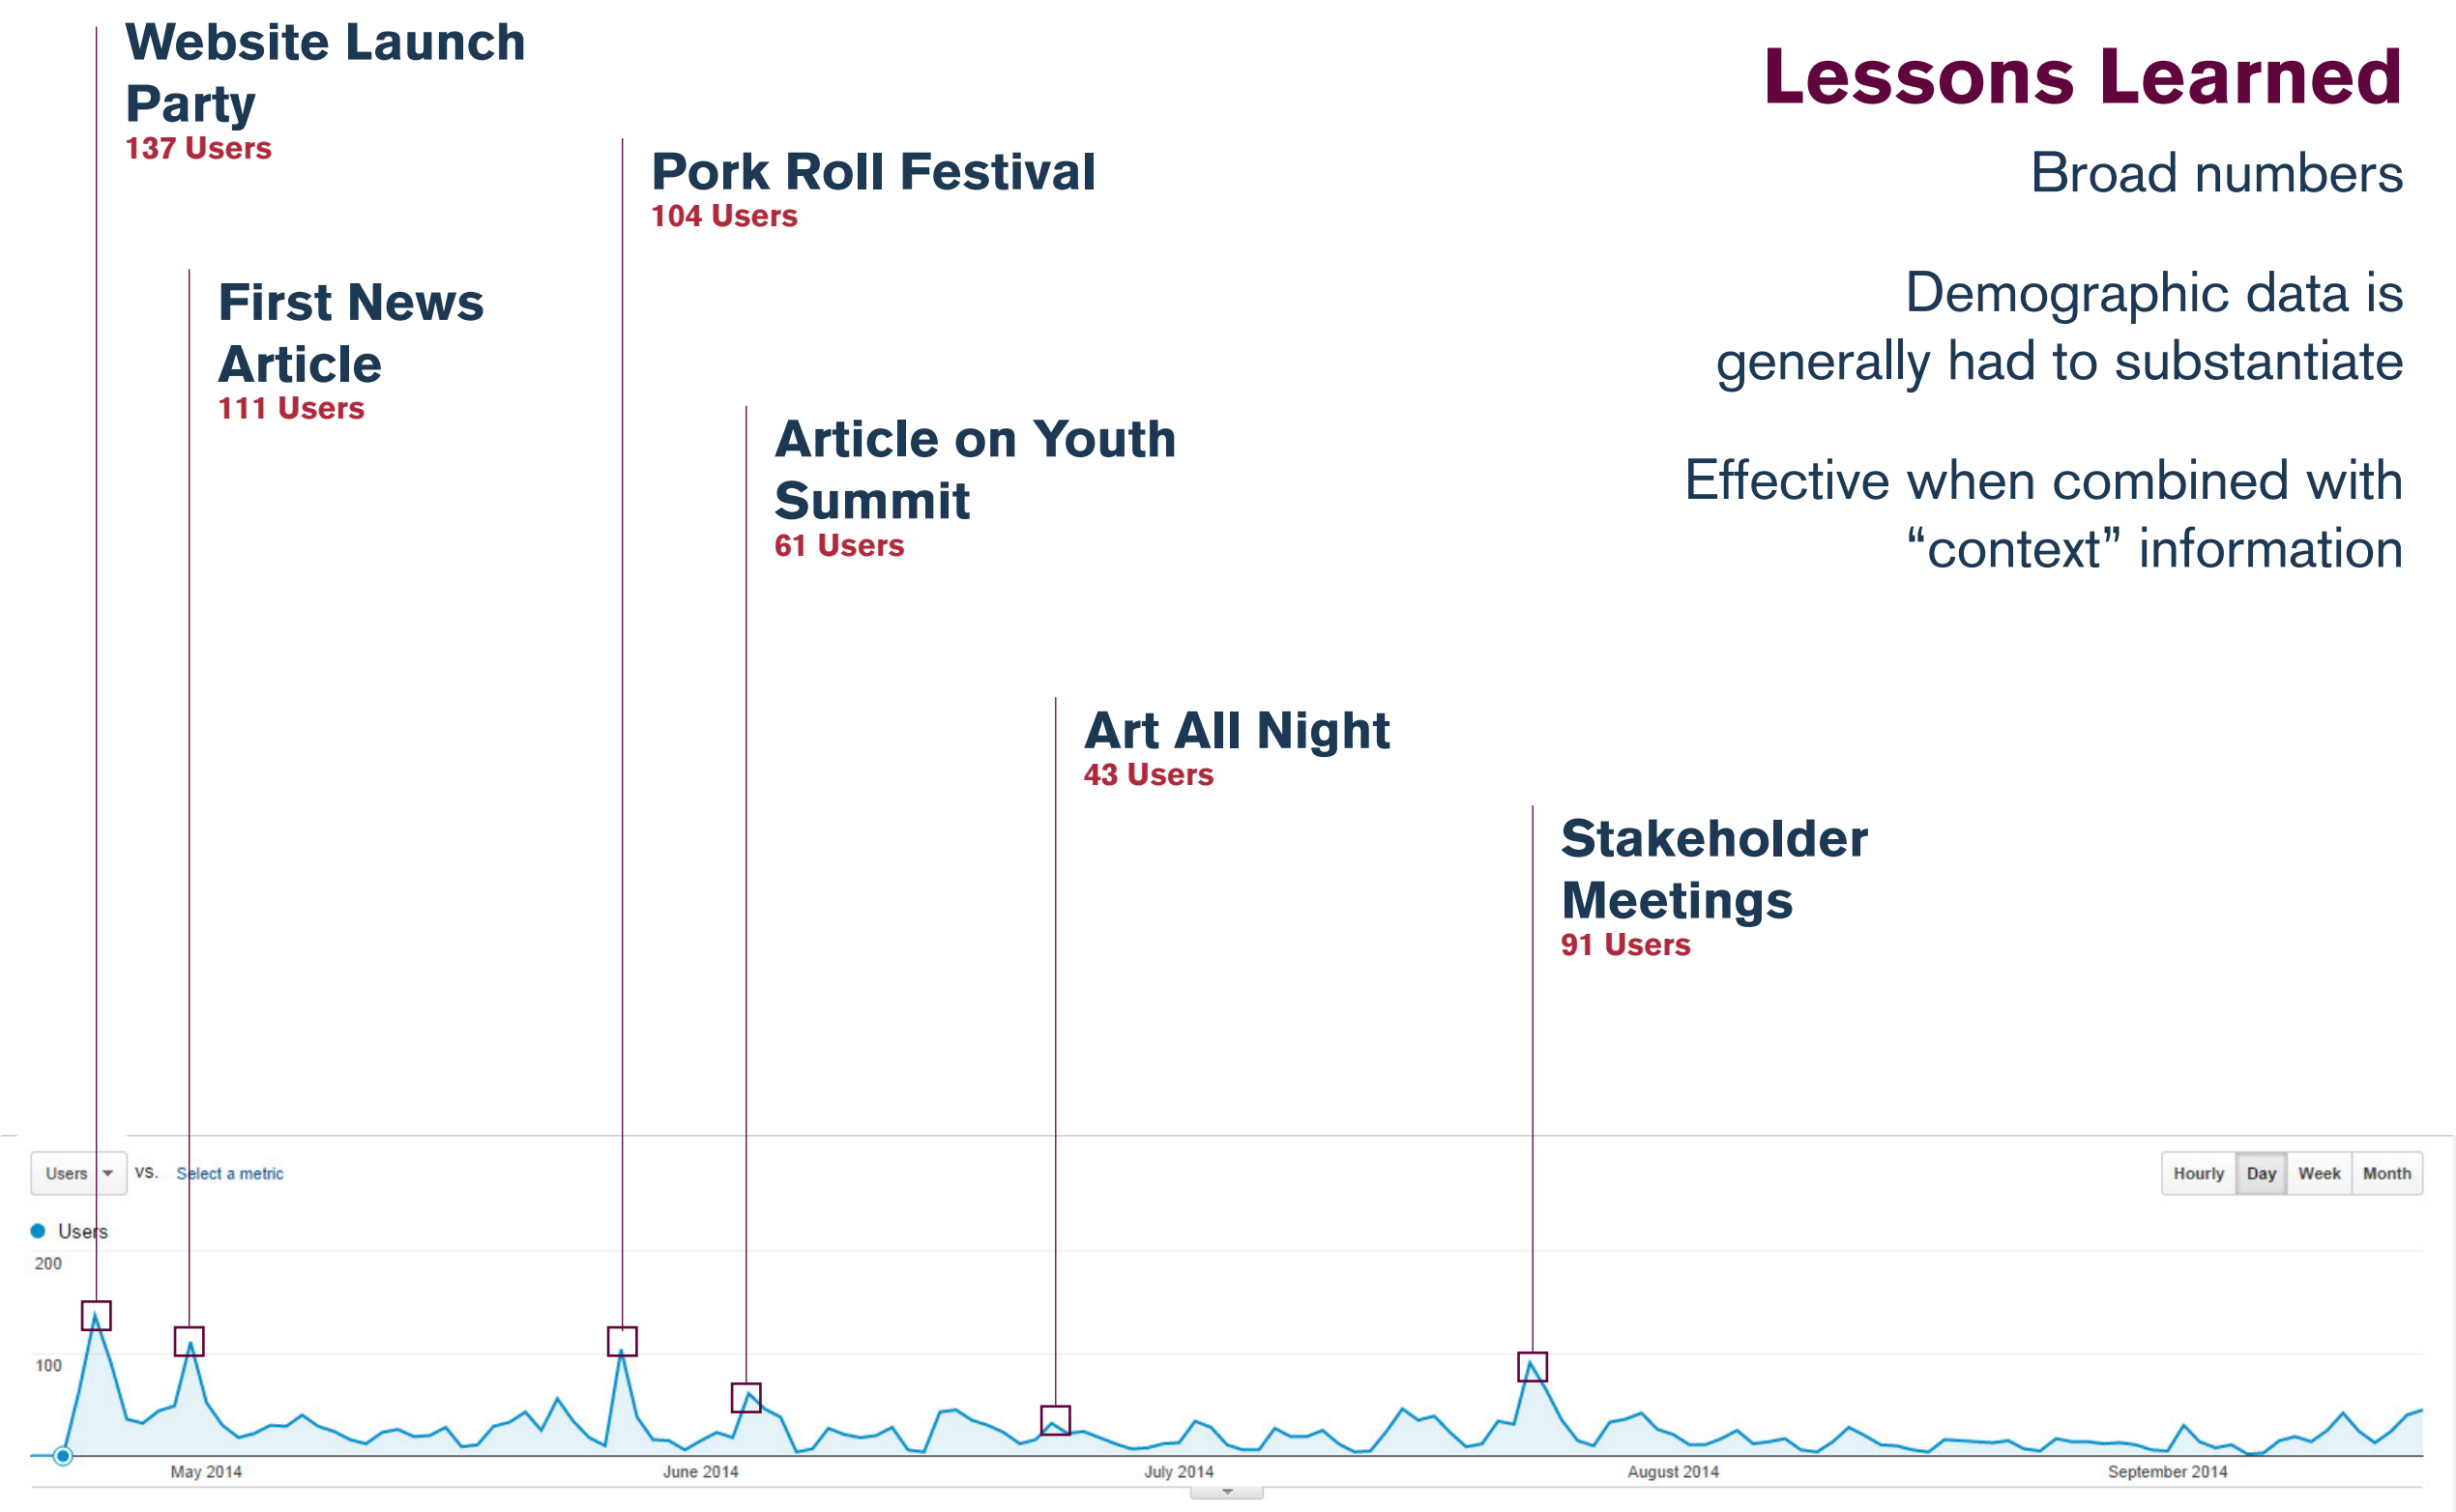 Website Launch
Party
137 Users
First News
Article
111 Users
Pork Roll Festival
104 Users
Article on Youth
Summit
61 Users
Art All Night
43 Users
Stakeholder
Meetings
91 Users
Lessons Learned
Broad numbers
Demographic data is
generally had to substantiate
Effective when combined with
“context” information
Users vs. Select a metric
Hourly Day Week Month
Users
200
100
May 2014 June 2014 July 2014 August 2014 September 2014